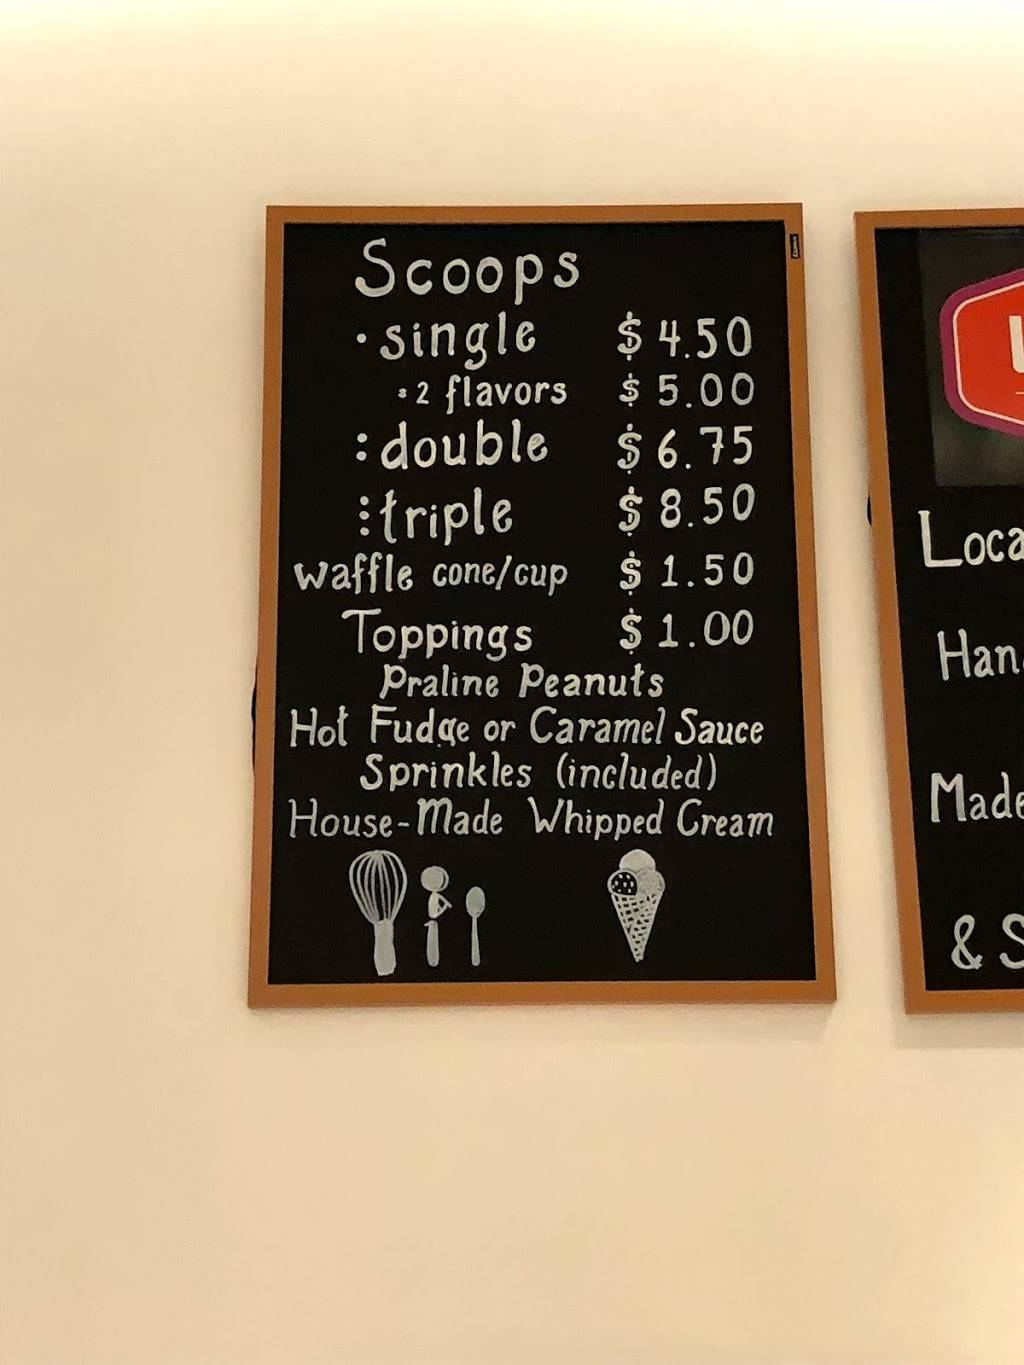 Scoops
• single $ 4.50
: 2 flavors $ 5.00
: double $ 6.75
⋮ triple $ 8.50
waffle cone/cup $ 1.50
Toppings $ 1.00
Praline Peanuts
Hot Fudge or Caramel Sauce
Sprinkles (included)
House-Made Whipped Cream
Loca
Han
Made
& S